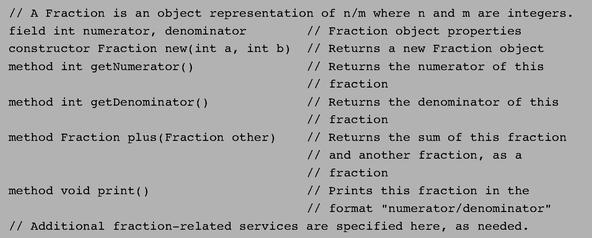 // A Fraction is an object representation of n/m where n and m are integers.
field int numerator, denominator        // Fraction object properties
constructor Fraction new(int a, int b)  // Returns a new Fraction object
method int getNumerator()               // Returns the numerator of this
                                        // fraction
method int getDenominator()             // Returns the denominator of this
                                        // fraction
method Fraction plus(Fraction other)    // Returns the sum of this fraction
                                        // and another fraction, as a
                                        // fraction
method void print()                     // Prints this fraction in the
                                        // format "numerator/denominator"
// Additional fraction-related services are specified here, as needed.